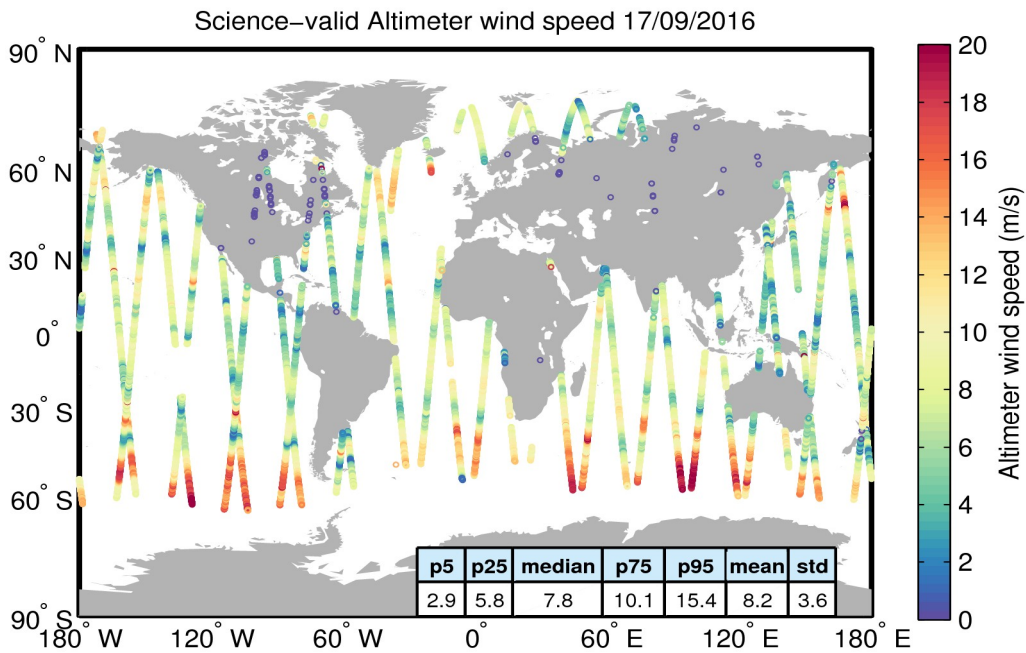 Science−valid Altimeter wind speed 17/09/2016
90° N
60° N
30° N
0°
30° S
60° S
90° S
180° W
120° W
60° W
0°
60° E
120° E
180° E
p5 p25 median p75 p95 mean std
2.9 5.8 7.8 10.1 15.4 8.2 3.6
20
18
16
14
12
10
8
6
4
2
0
Altimeter wind speed (m/s)